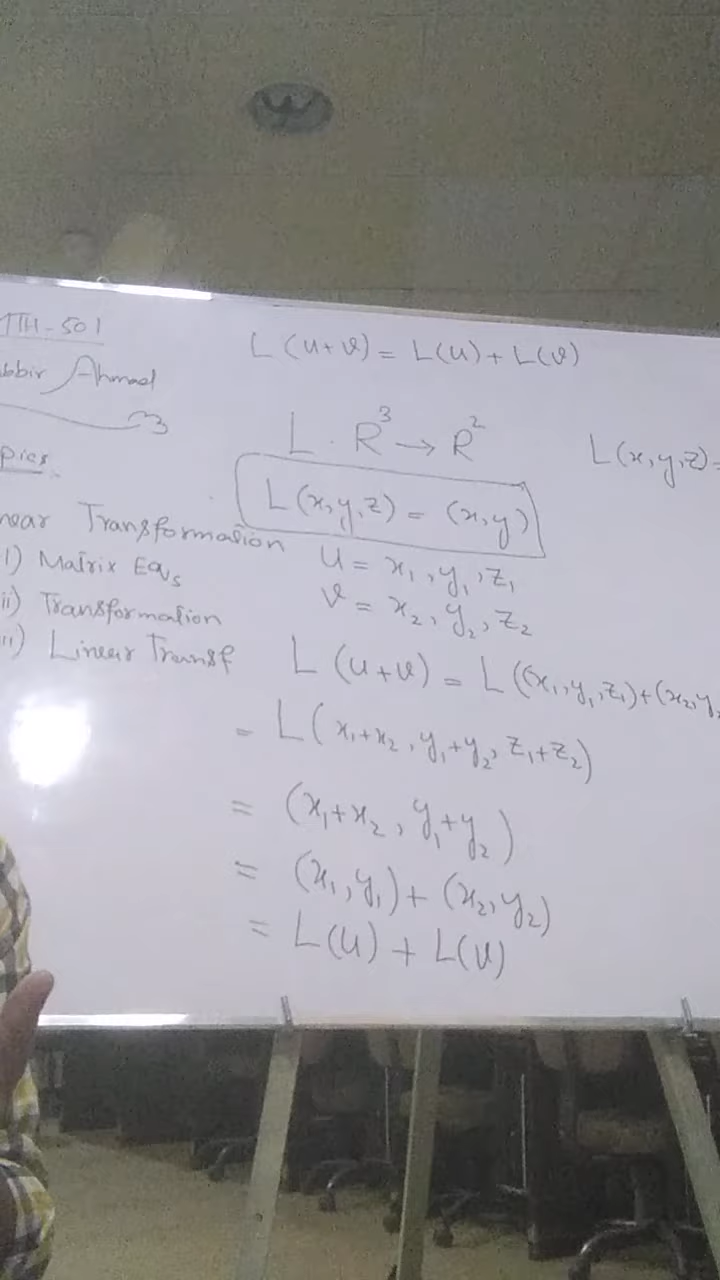 MTH-501
Ahmad
Linear Transformation
i) Matrix Eqs
ii) Transformation
iii) Linear Transf
L(u+v) = L(u) + L(v)
L . R³ → R²
L(x,y,z) = (x,y)
u = x₁, y₁, z₁
v = x₂, y₂, z₂
L(u+v) = L((x₁,y₁,z₁)+(x₂,y₂
= L(x₁+x₂, y₁+y₂, z₁+z₂)
= (x₁+x₂, y₁+y₂)
= (x₁,y₁) + (x₂,y₂)
= L(u) + L(v)
L(x,y,z) =